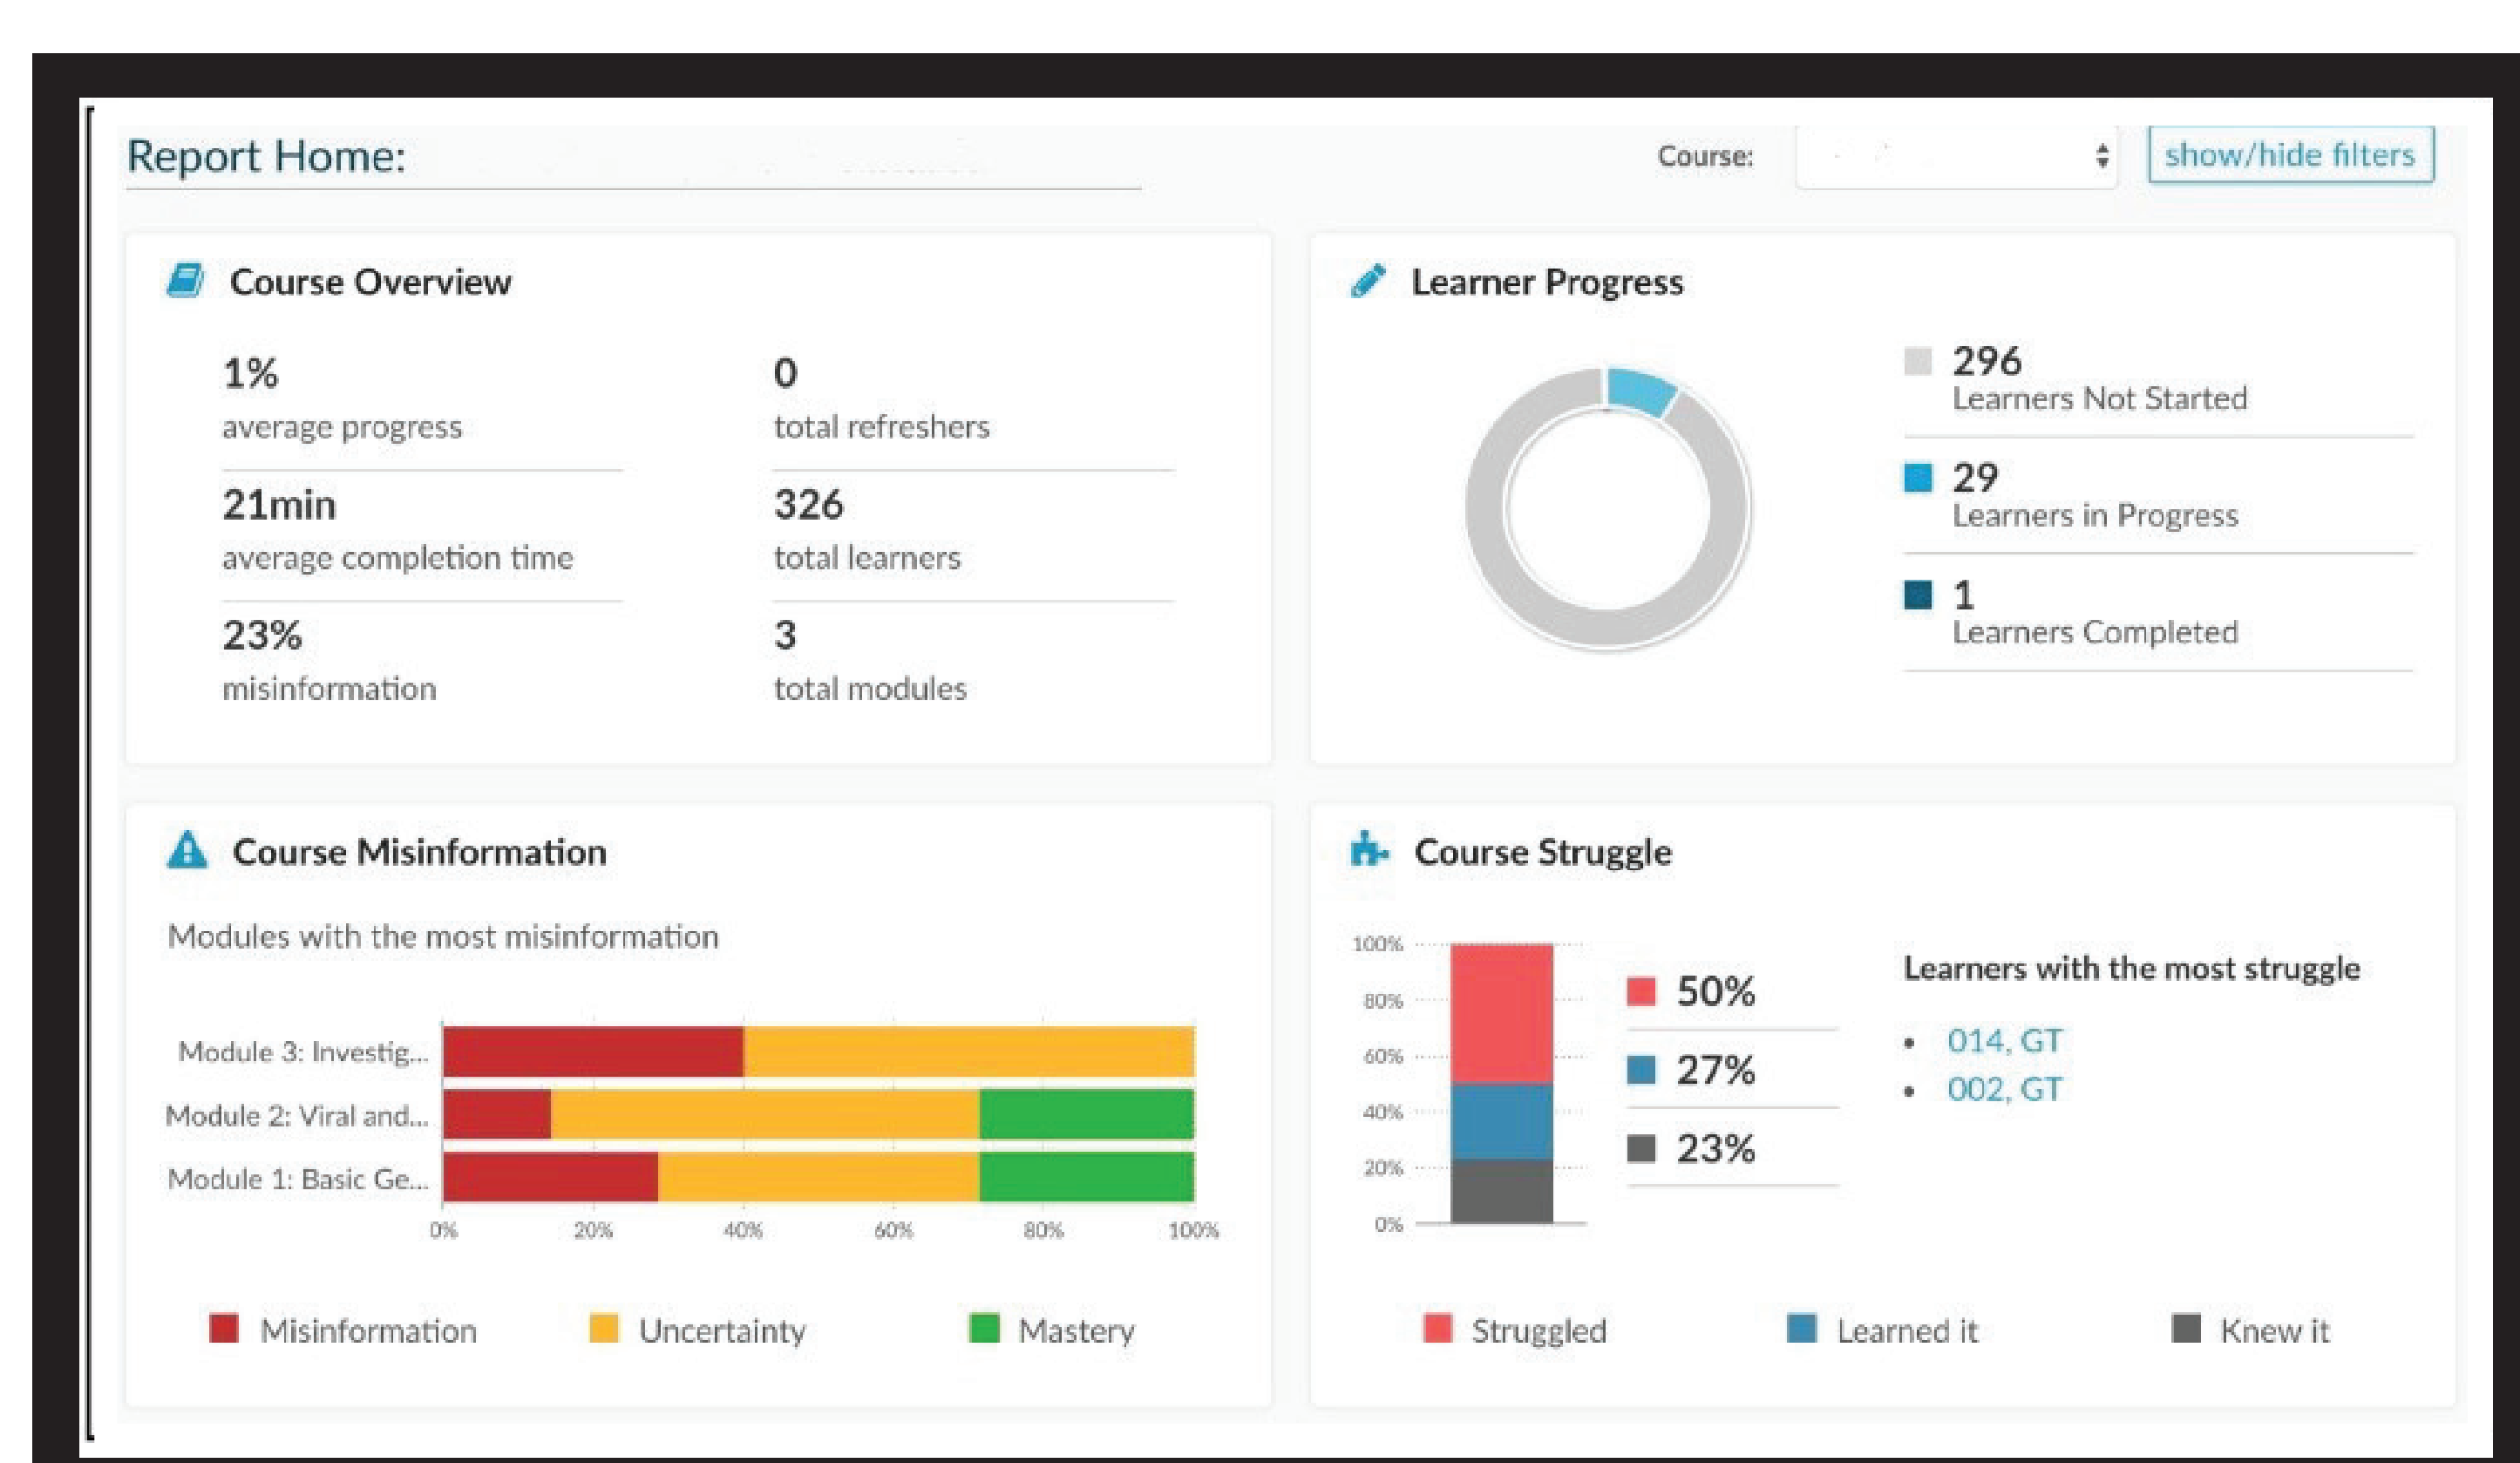 Report Home:
Course:
show/hide filters
Course Overview
1%
average progress
0
total refreshers
21min
average completion time
326
total learners
23%
misinformation
3
total modules
Learner Progress
296
Learners Not Started
29
Learners in Progress
1
Learners Completed
Course Misinformation
Modules with the most misinformation
Module 3: Investig...
Module 2: Viral and...
Module 1: Basic Ge...
0% 20% 40% 60% 80% 100%
Misinformation Uncertainty Mastery
Course Struggle
100%
80%
60%
40%
20%
0%
50%
27%
23%
Learners with the most struggle
• 014, GT
• 002, GT
Struggled Learned it Knew it